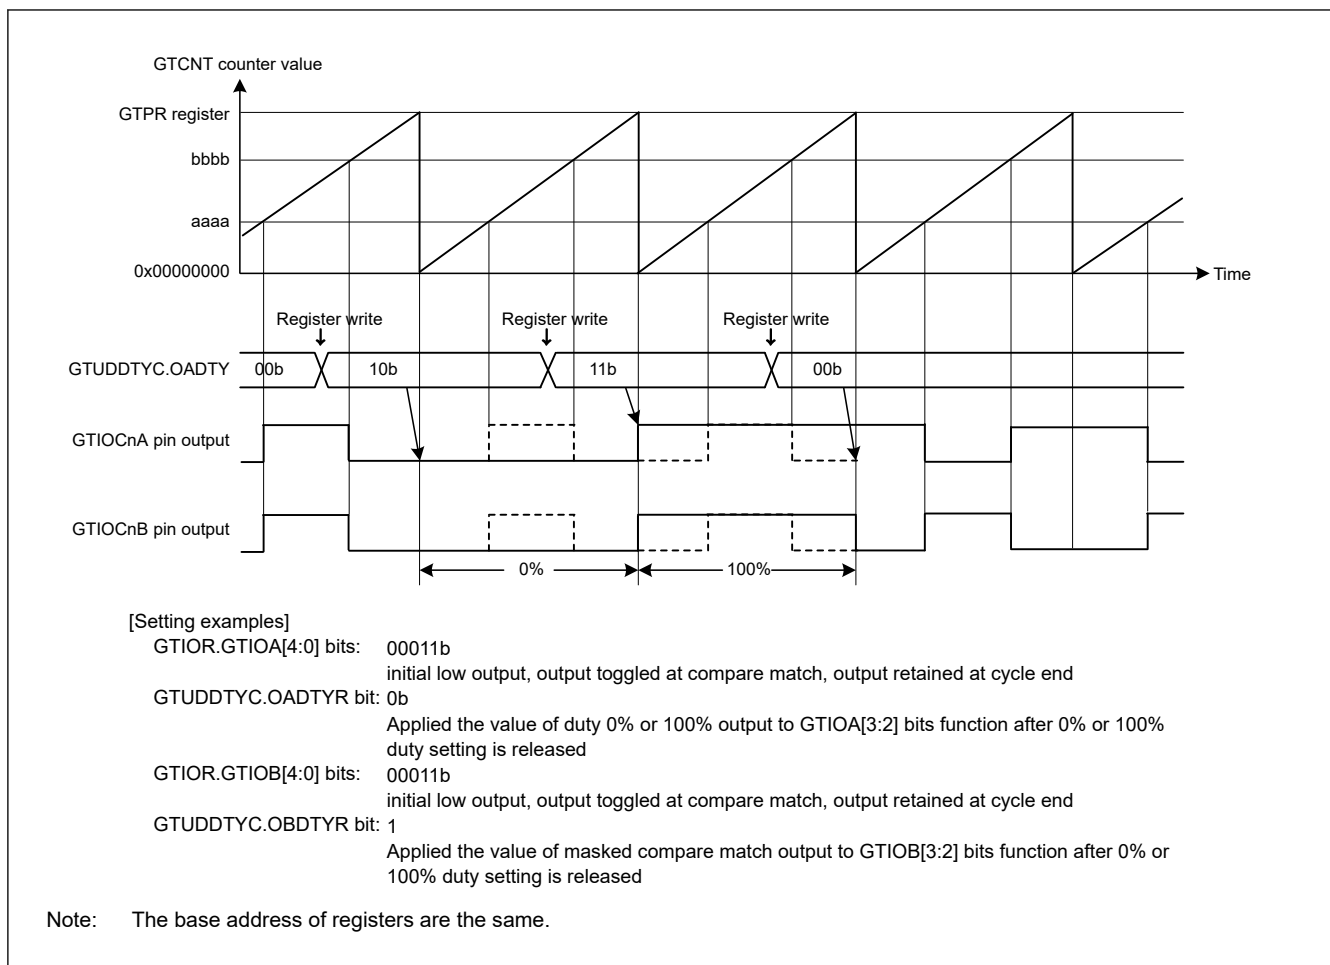 GTCNT counter value
GTPR register
bbbb
aaaa
0x00000000
Time
Register write Register write Register write
GTUDDTYC.OADTY 00b 10b 11b 00b
GTIOCnA pin output
GTIOCnB pin output
0% 100%
[Setting examples]
GTIOR.GTIOA[4:0] bits: 00011b
initial low output, output toggled at compare match, output retained at cycle end
GTUDDTYC.OADTYR bit: 0b
Applied the value of duty 0% or 100% output to GTIOA[3:2] bits function after 0% or 100%
duty setting is released
GTIOR.GTIOB[4:0] bits: 00011b
initial low output, output toggled at compare match, output retained at cycle end
GTUDDTYC.OBDTYR bit: 1
Applied the value of masked compare match output to GTIOB[3:2] bits function after 0% or
100% duty setting is released
Note: The base address of registers are the same.